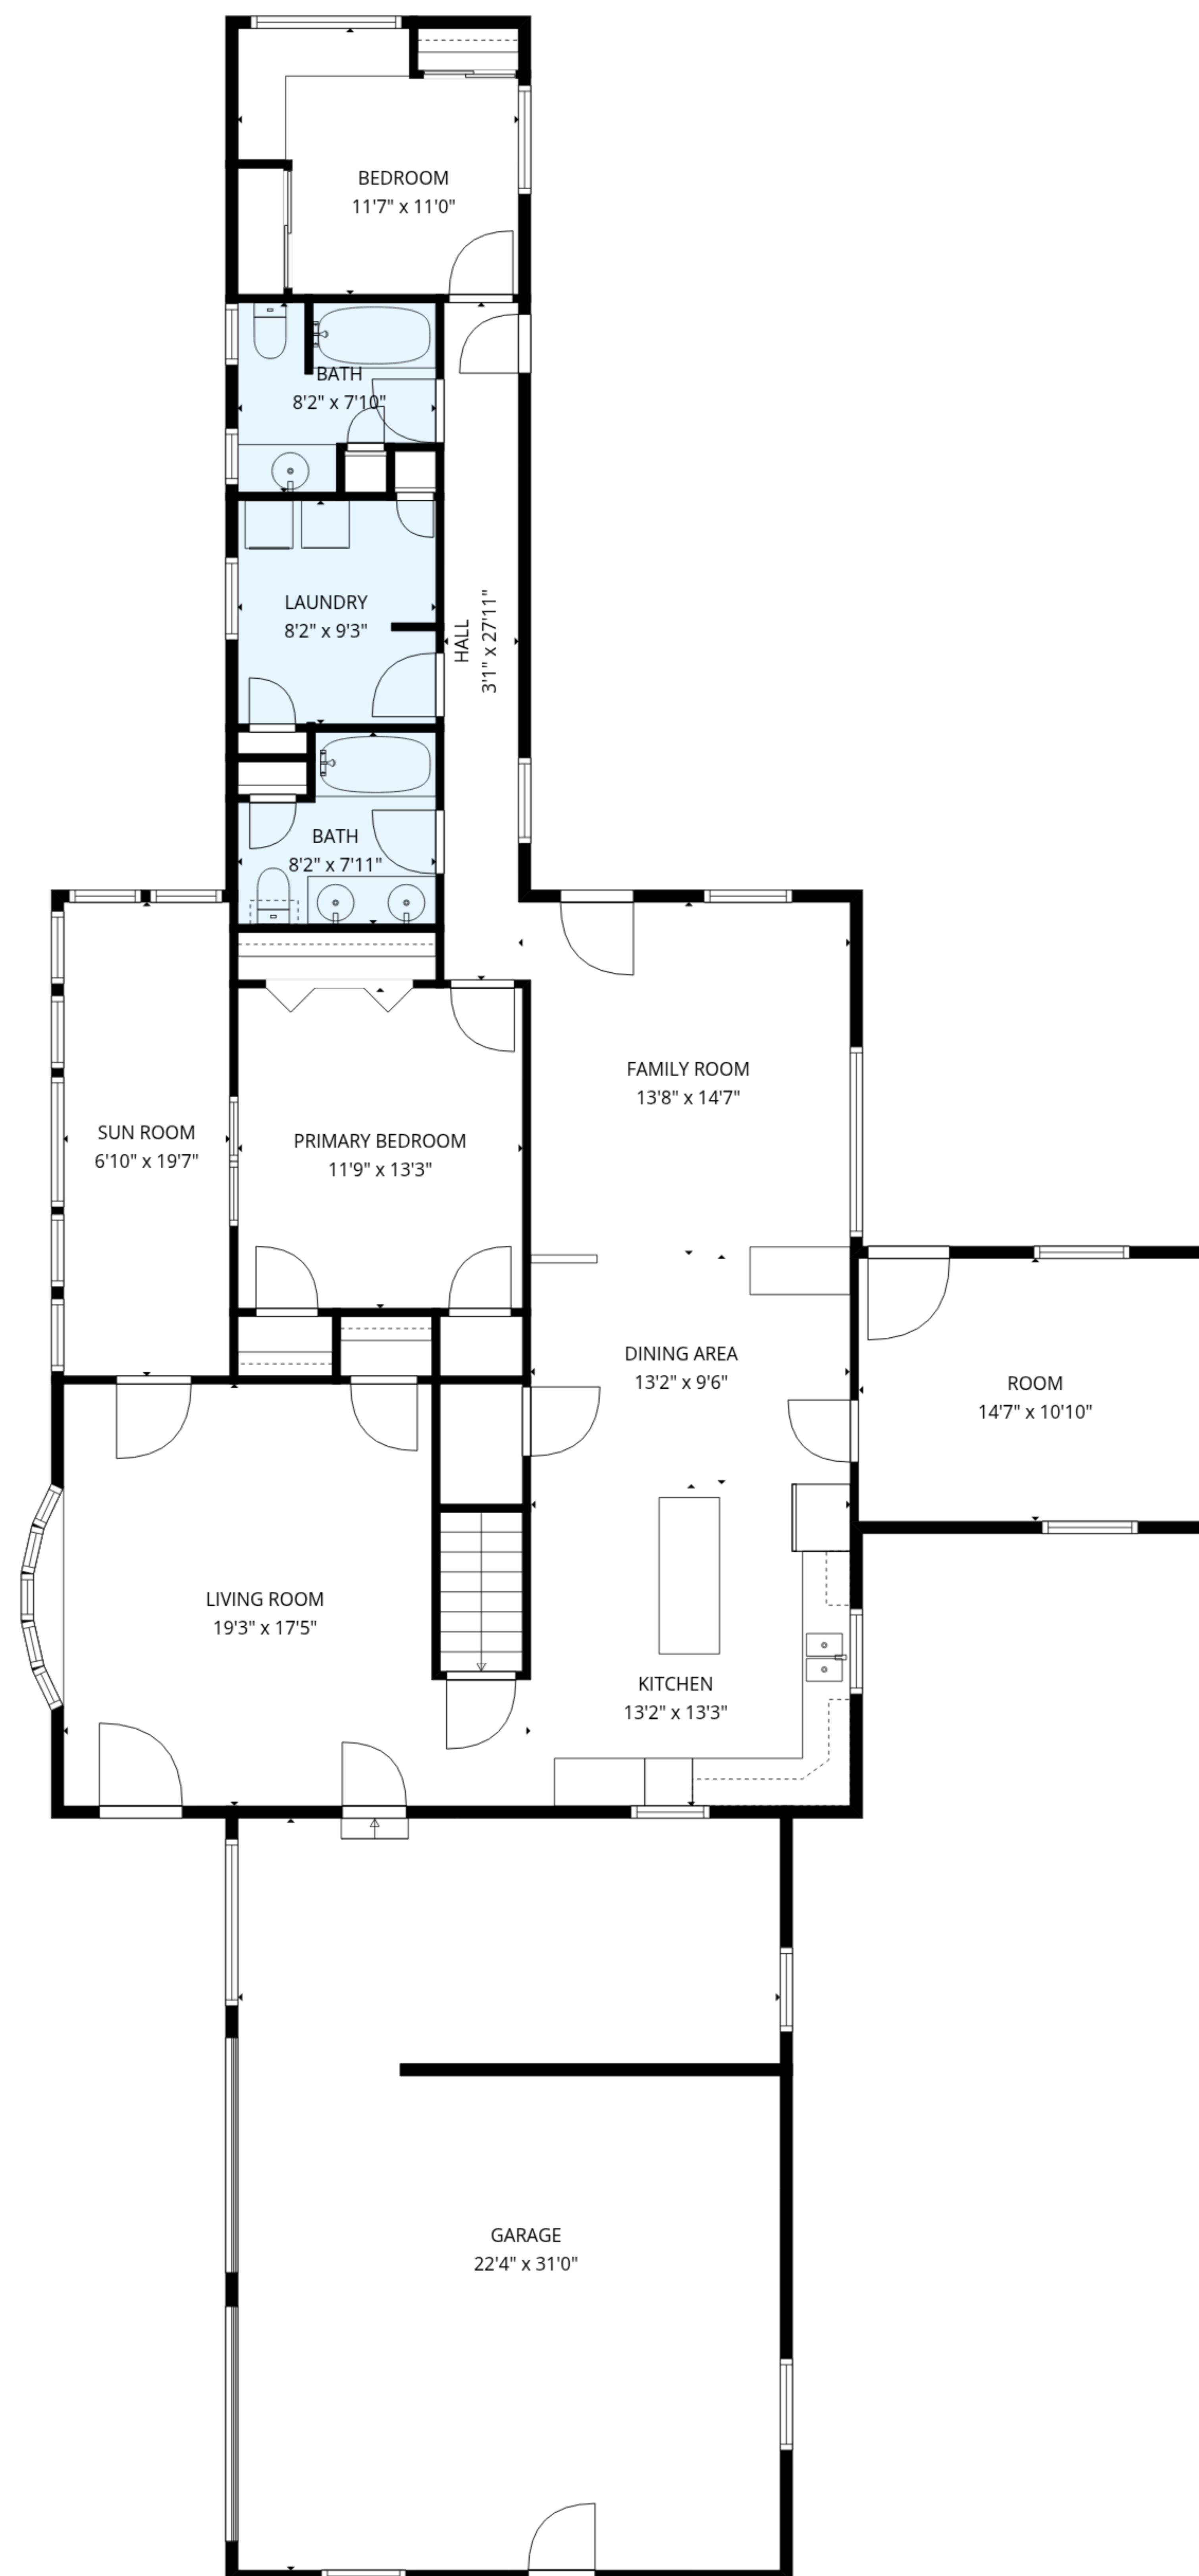 BEDROOM
11'7" x 11'0"
BATH
8'2" x 7'10"
LAUNDRY
8'2" x 9'3"
HALL
3'1" x 27'11"
BATH
8'2" x 7'11"
FAMILY ROOM
13'8" x 14'7"
SUN ROOM
6'10" x 19'7"
PRIMARY BEDROOM
11'9" x 13'3"
DINING AREA
13'2" x 9'6"
ROOM
14'7" x 10'10"
LIVING ROOM
19'3" x 17'5"
KITCHEN
13'2" x 13'3"
GARAGE
22'4" x 31'0"